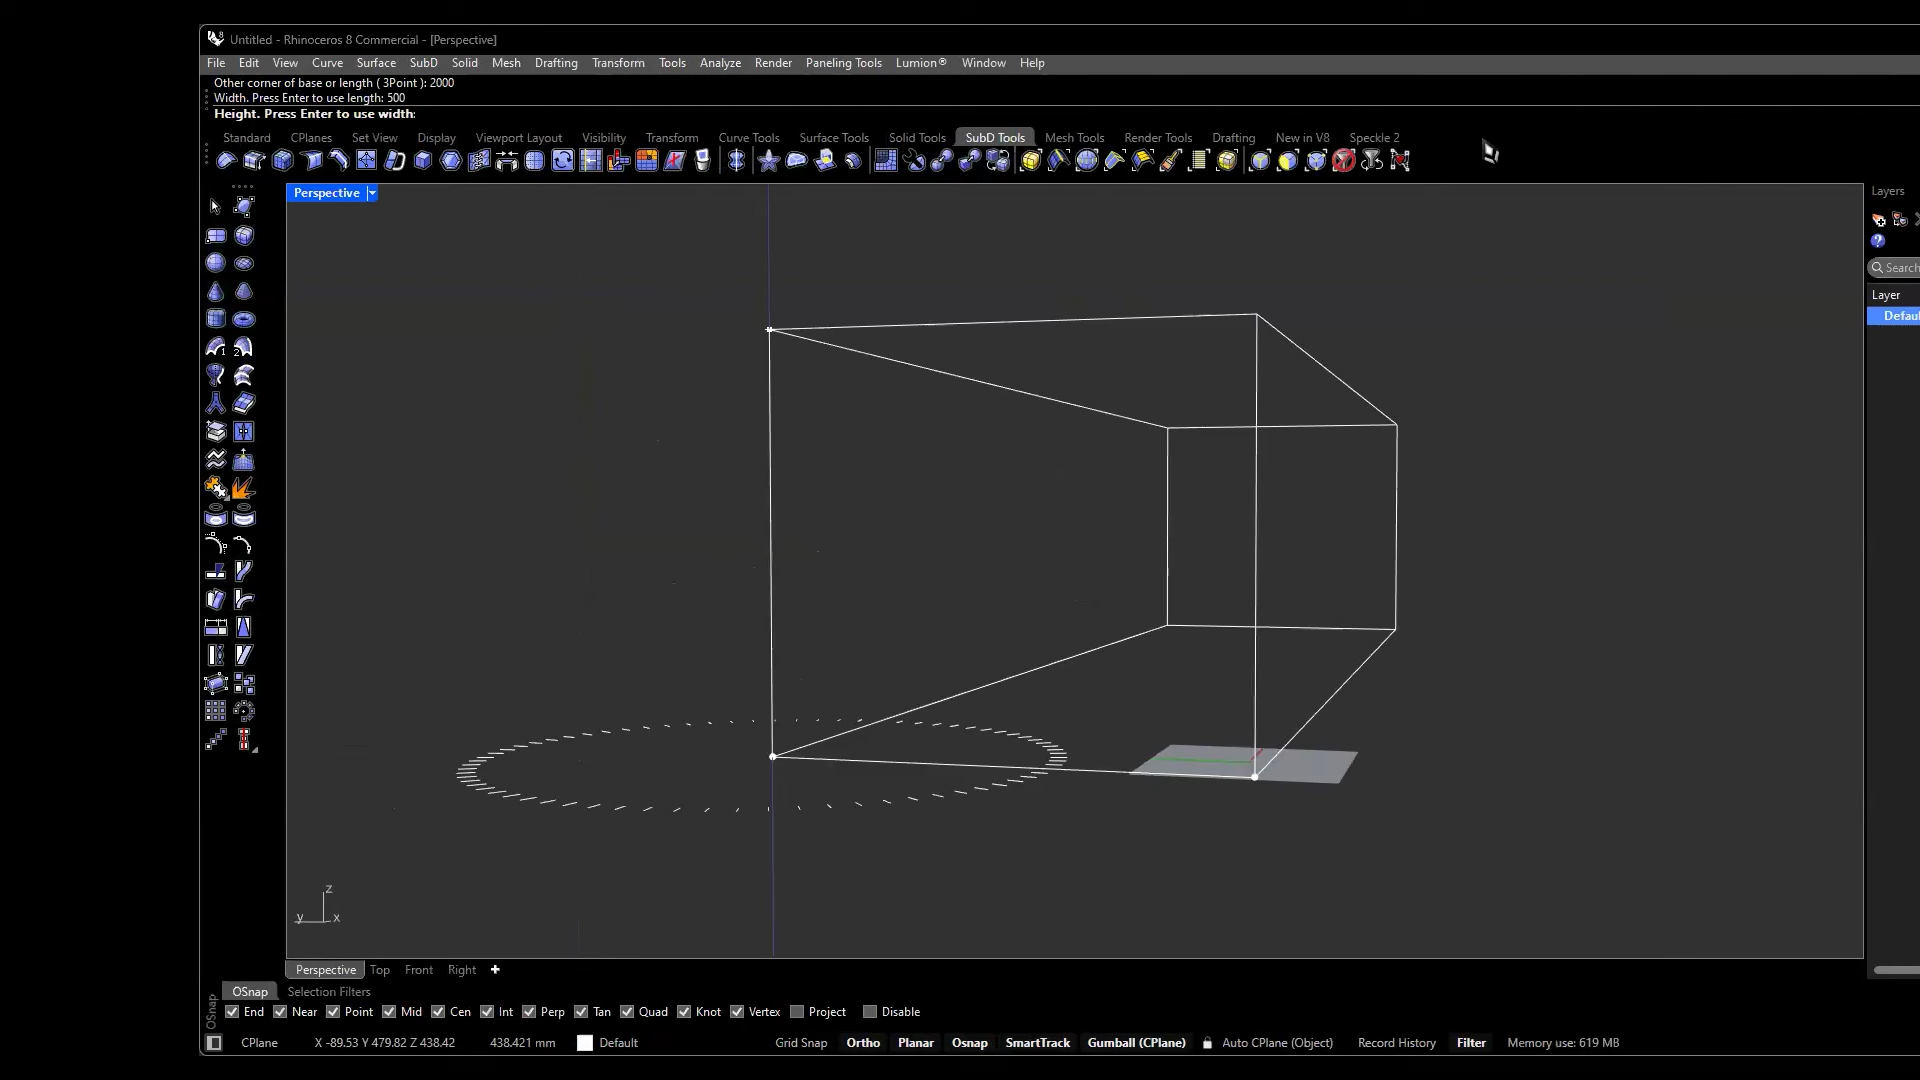 Untitled - Rhinoceros 8 Commercial - [Perspective]
File Edit View Curve Surface SubD Solid Mesh Drafting Transform Tools Analyze Render Paneling Tools Lumion® Window Help
Other corner of base or length ( 3Point ): 2000
Width. Press Enter to use length: 500
Height. Press Enter to use width:
Standard CPlanes Set View Display Viewport Layout Visibility Transform Curve Tools Surface Tools Solid Tools SubD Tools Mesh Tools Render Tools Drafting New in V8 Speckle 2
Perspective
Layers
Search
Layer
Defau
z
y x
Perspective Top Front Right
OSnap Selection Filters
OSnap
End Near Point Mid Cen Int Perp Tan Quad Knot Vertex Project Disable
CPlane X -89.53 Y 479.82 Z 438.42 438.421 mm Default Grid Snap Ortho Planar Osnap SmartTrack Gumball (CPlane) Auto CPlane (Object) Record History Filter Memory use: 619 MB